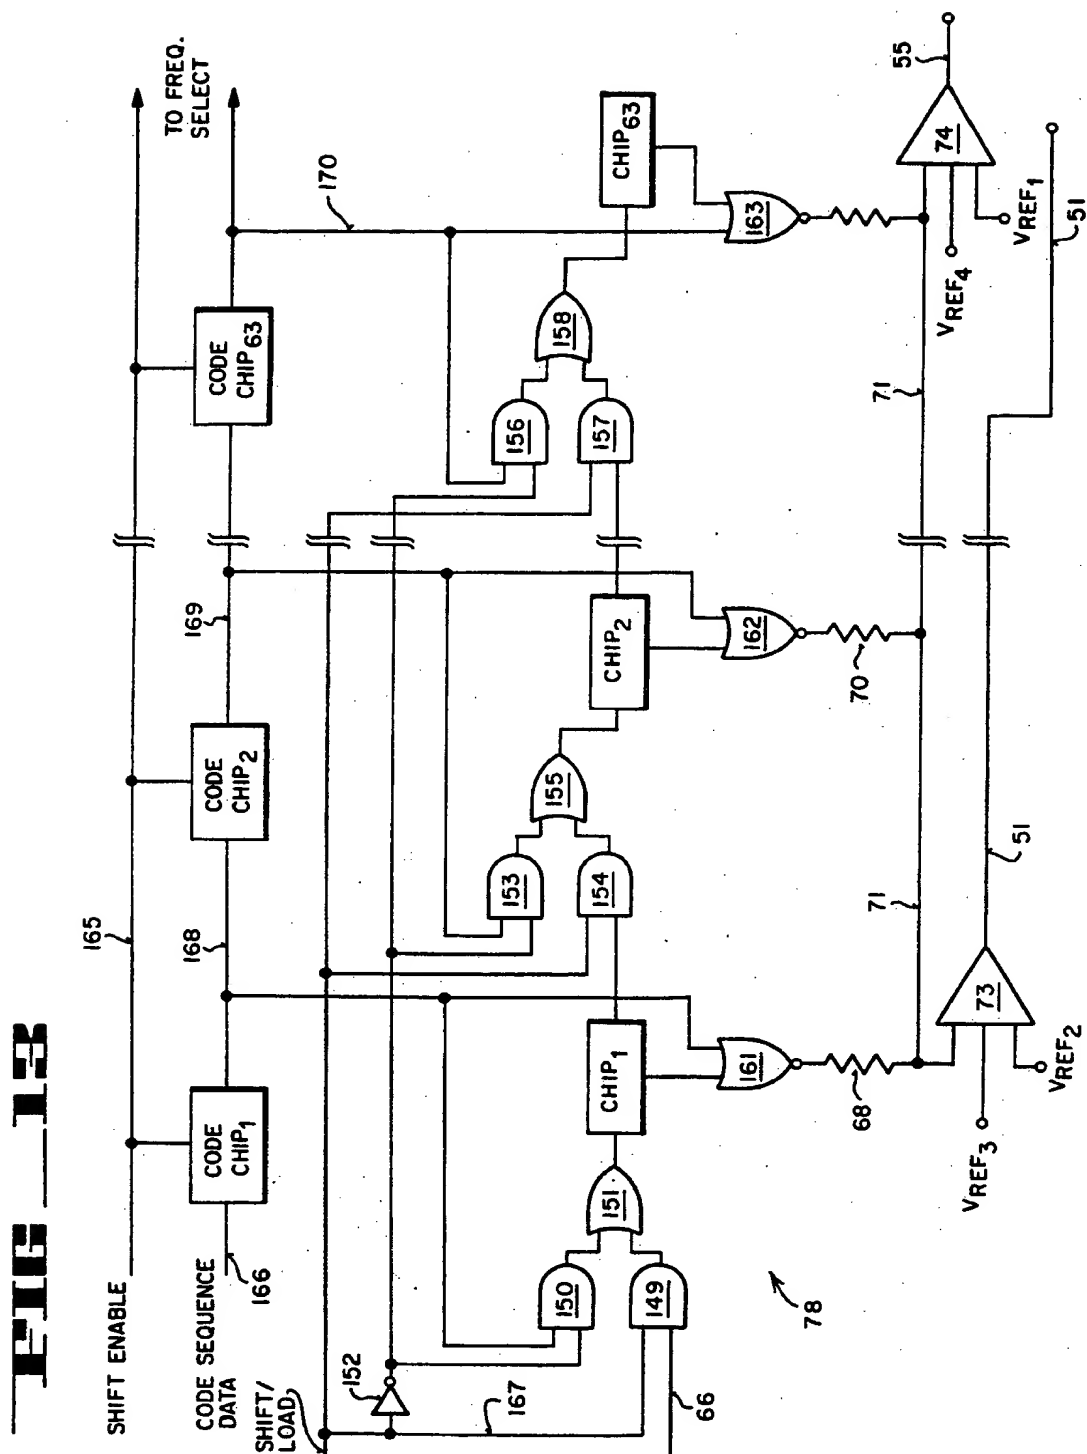 FIG 13
SHIFT ENABLE
165
TO FREQ.
SELECT
CODE SEQUENCE
DATA
166
CODE
CHIP1
168
CODE
CHIP2
169
CODE
CHIP63
170
SHIFT/
LOAD
152
167
66
150
149
151
CHIP1
153
154
155
CHIP2
156
157
158
CHIP63
161
162
163
68
70
71
71
78
VREF3
73
VREF2
51
VREF4
74
VREF1
55
51